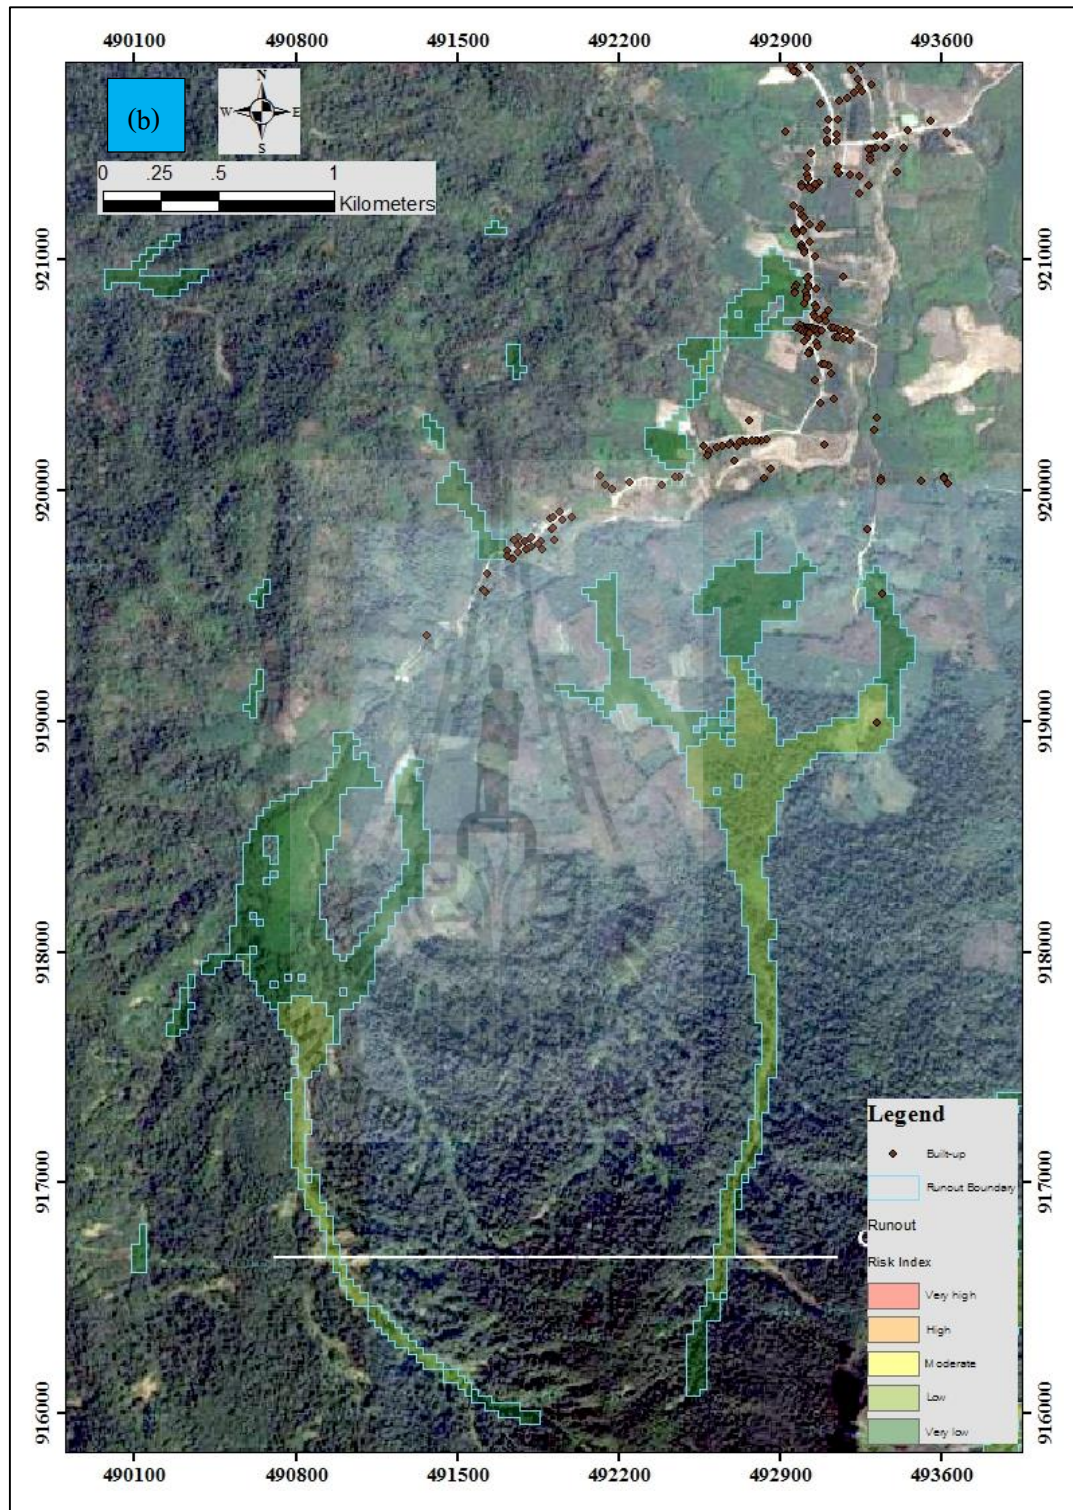 490100 490800 491500 492200 492900 493600
(b)
N
W E
S
0 .25 .5 1
Kilometers
921000 921000
920000 920000
919000 919000
918000 918000
917000 917000
916000 916000
Legend
Built-up
Runout Boundary
Runout
Risk Index
Very high
High
Moderate
Low
Very low
490100 490800 491500 492200 492900 493600